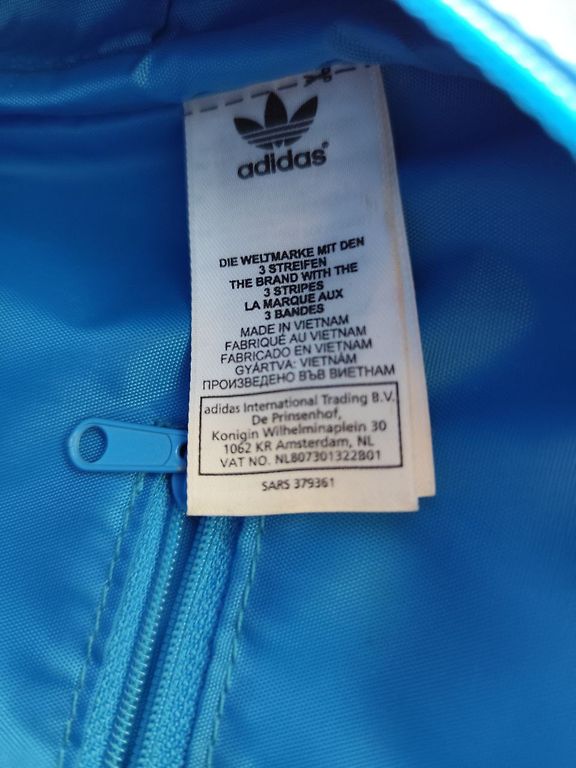 adidas®
DIE WELTMARKE MIT DEN
3 STREIFEN
THE BRAND WITH THE
3 STRIPES
LA MARQUE AUX
3 BANDES
MADE IN VIETNAM
FABRIQUÉ AU VIETNAM
FABRICADO EN VIETNAM
GYÁRTVA: VIETNÁM
ПРОИЗВЕДЕНО ВЪВ ВИЕТНАМ
adidas International Trading B.V.
De Prinsenhof,
Konigin Wilhelminaplein 30
1062 KR Amsterdam, NL
VAT NO. NL807301322B01
SARS 379361